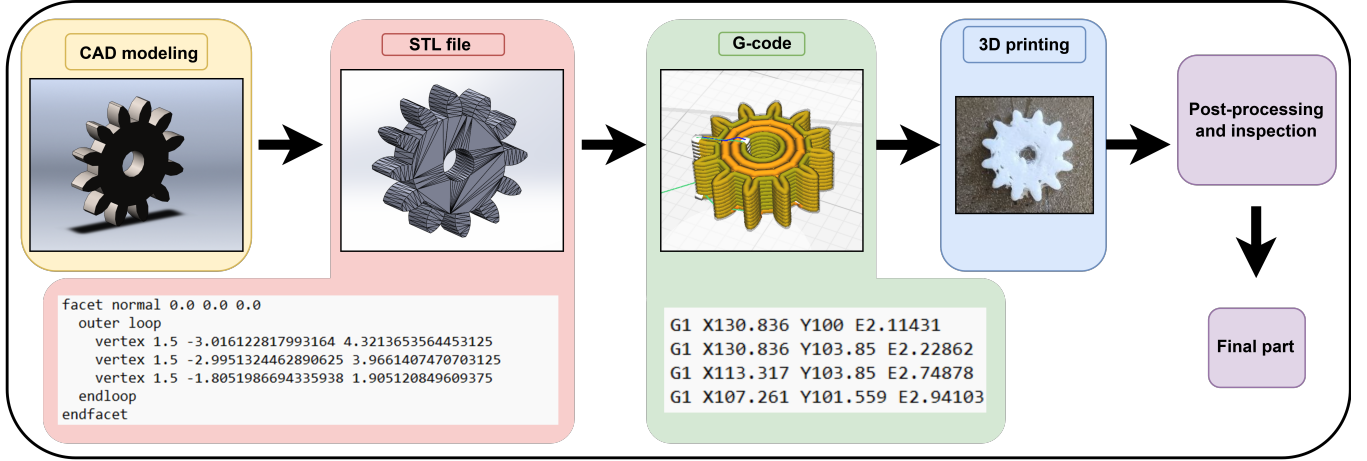 CAD modeling
STL file
G-code
3D printing
Post-processing
and inspection
facet normal 0.0 0.0 0.0
  outer loop
    vertex 1.5 -3.016122817993164 4.3213653564453125
    vertex 1.5 -2.9951324462890625 3.9661407470703125
    vertex 1.5 -1.8051986694335938 1.905120849609375
  endloop
endfacet
G1 X130.836 Y100 E2.11431
G1 X130.836 Y103.85 E2.22862
G1 X113.317 Y103.85 E2.74878
G1 X107.261 Y101.559 E2.94103
Final part